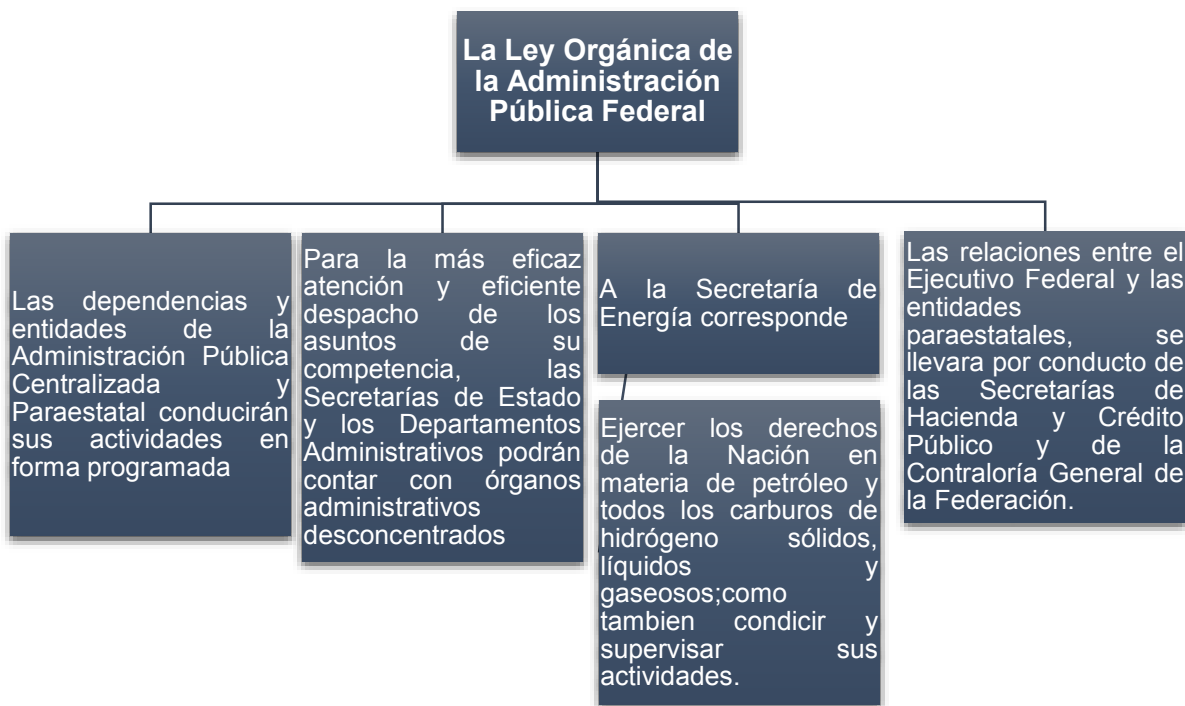 La Ley Orgánica de
la Administración
Pública Federal
Las dependencias y
entidades de la
Administración Pública
Centralizada y
Paraestatal conducirán
sus actividades en
forma programada
Para la más eficaz
atención y eficiente
despacho de los
asuntos de su
competencia, las
Secretarías de Estado
y los Departamentos
Administrativos podrán
contar con órganos
administrativos
desconcentrados
A la Secretaría de
Energía corresponde
Ejercer los derechos
de la Nación en
materia de petróleo y
todos los carburos de
hidrógeno sólidos,
líquidos y
gaseosos;como
tambien condicir y
supervisar sus
actividades.
Las relaciones entre el
Ejecutivo Federal y las
entidades
paraestatales, se
llevara por conducto de
las Secretarías de
Hacienda y Crédito
Público y de la
Contraloría General de
la Federación.